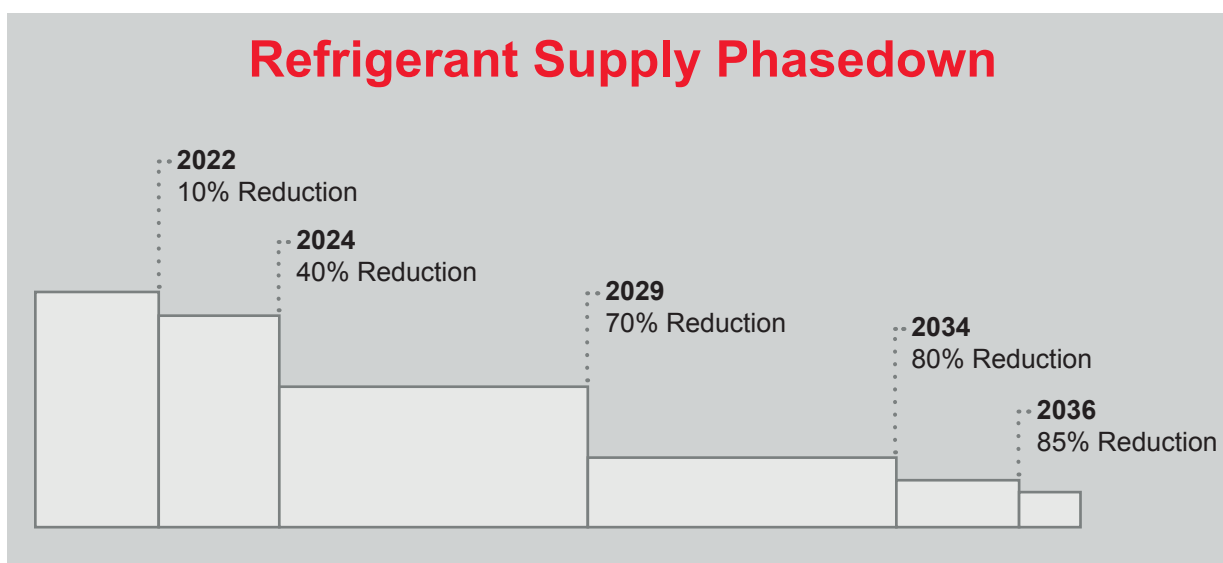 Refrigerant Supply Phasedown
2022
10% Reduction
2024
40% Reduction
2029
70% Reduction
2034
80% Reduction
2036
85% Reduction